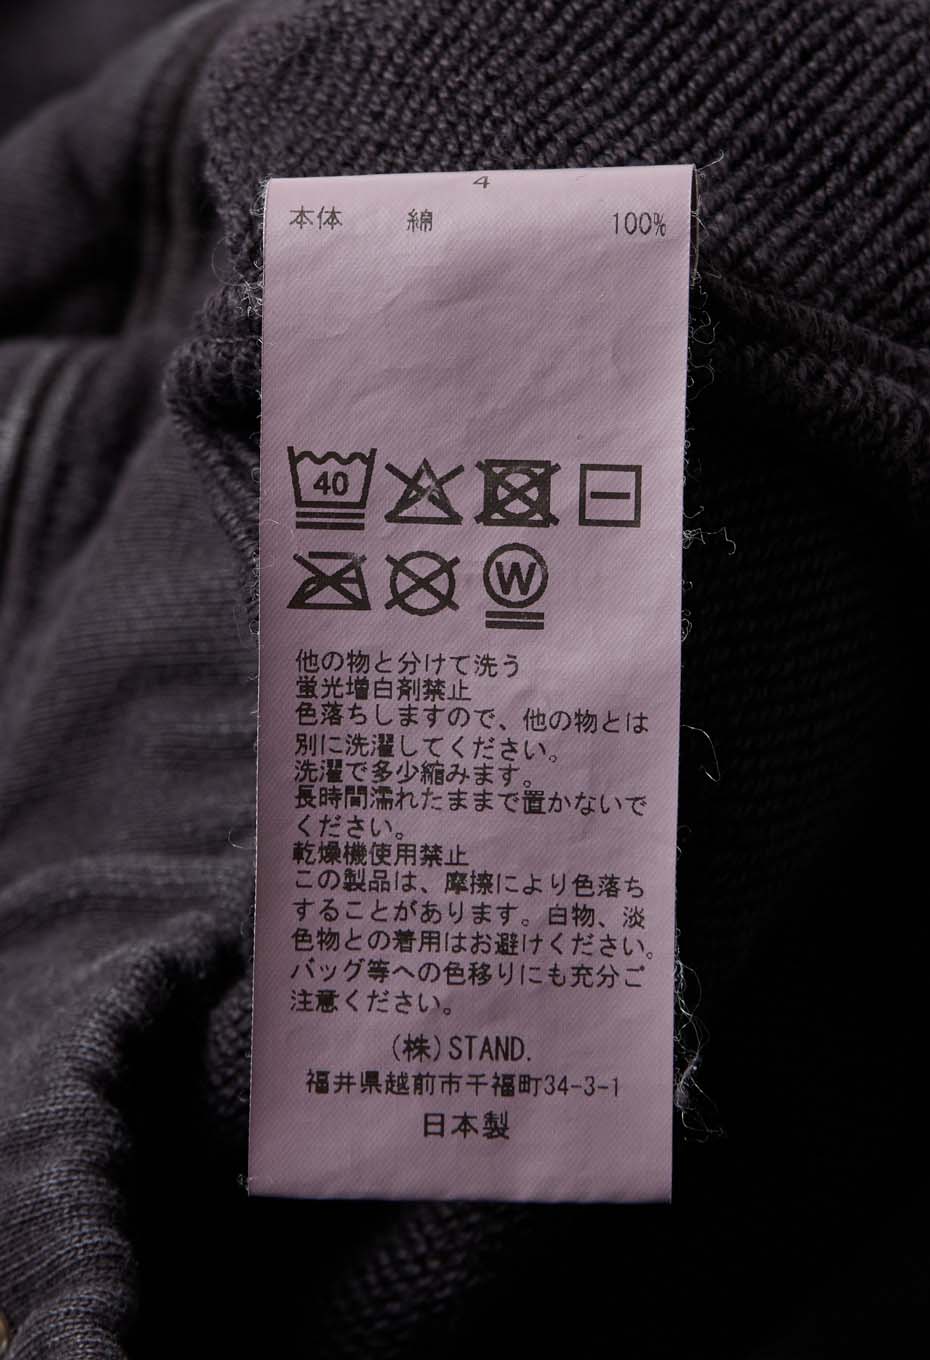 4
本体 綿 100%
40
W
他の物と分けて洗う
蛍光増白剤禁止
色落ちしますので、他の物とは
別に洗濯してください。
洗濯で多少縮みます。
長時間濡れたままで置かないで
ください。
乾燥機使用禁止
この製品は、摩擦により色落ち
することがあります。白物、淡
色物との着用はお避けください。
バッグ等への色移りにも充分ご
注意ください。
(株)STAND.
福井県越前市千福町34-3-1
日本製